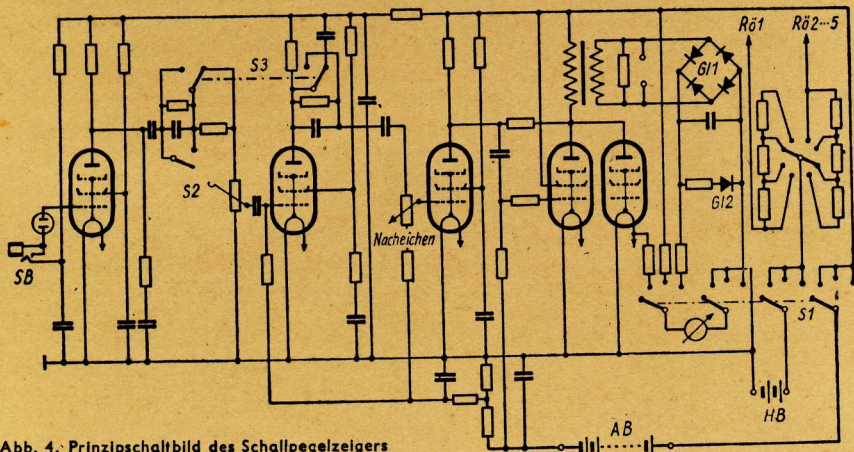 S3
Rö1
Rö2...5
Gl1
S2
Gl2
Nacheichen
SB
S1
HB
AB
Abb. 4. Prinzipschaltbild des Schallpegelzeigers